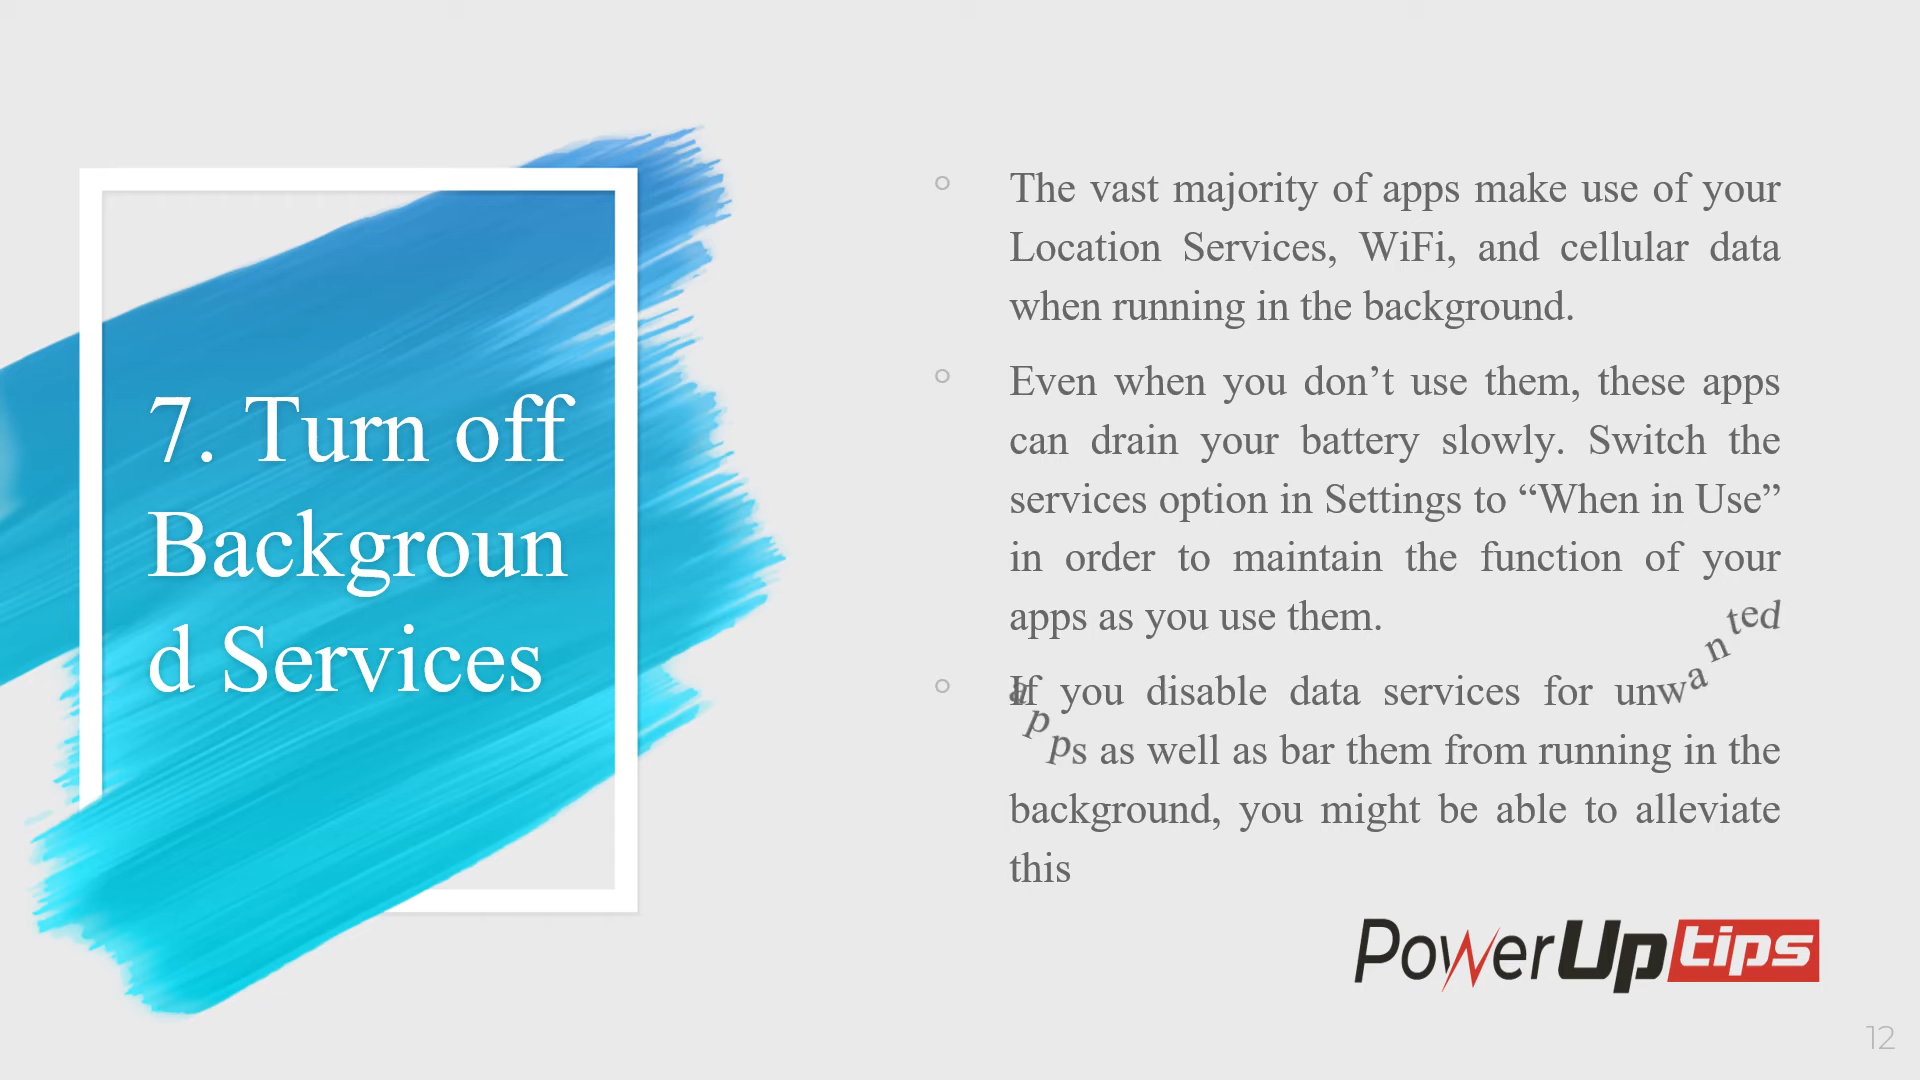 7. Turn off
Backgroun
d Services
The vast majority of apps make use of your
Location Services, WiFi, and cellular data
when running in the background.
Even when you don’t use them, these apps
can drain your battery slowly. Switch the
services option in Settings to “When in Use”
in order to maintain the function of your
apps as you use them.
If you disable data services for unwanted
apps as well as bar them from running in the
background, you might be able to alleviate
this
PowerUp tips
12